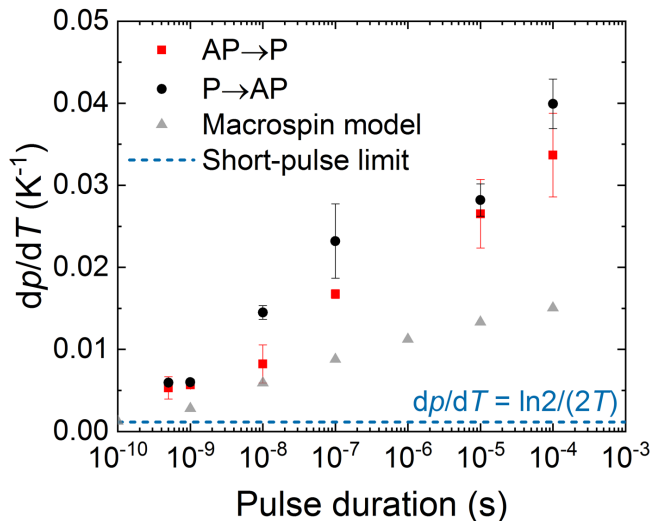 0.05
0.04
0.03
0.02
0.01
0.00
dp/dT (K⁻¹)
AP→P
P→AP
Macrospin model
Short-pulse limit
dp/dT = ln2/(2T)
10⁻¹⁰ 10⁻⁹ 10⁻⁸ 10⁻⁷ 10⁻⁶ 10⁻⁵ 10⁻⁴ 10⁻³
Pulse duration (s)